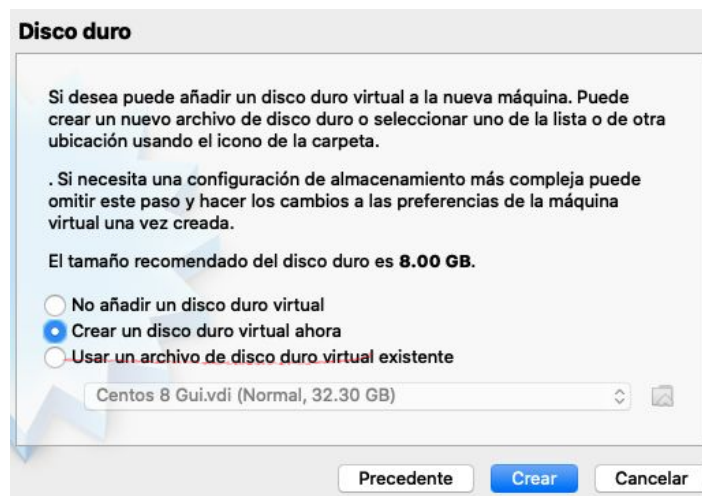 Disco duro
Si desea puede añadir un disco duro virtual a la nueva máquina. Puede
crear un nuevo archivo de disco duro o seleccionar uno de la lista o de otra
ubicación usando el icono de la carpeta.
. Si necesita una configuración de almacenamiento más compleja puede
omitir este paso y hacer los cambios a las preferencias de la máquina
virtual una vez creada.
El tamaño recomendado del disco duro es 8.00 GB.
No añadir un disco duro virtual
Crear un disco duro virtual ahora
Usar un archivo de disco duro virtual existente
Centos 8 Gui.vdi (Normal, 32.30 GB)
Precedente Crear Cancelar